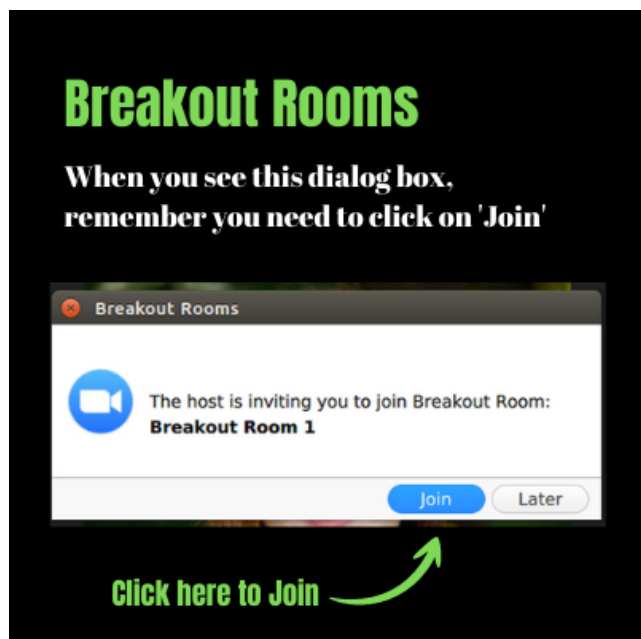 Breakout Rooms
When you see this dialog box,
remember you need to click on 'Join'
Breakout Rooms
The host is inviting you to join Breakout Room:
Breakout Room 1
Join Later
Click here to Join